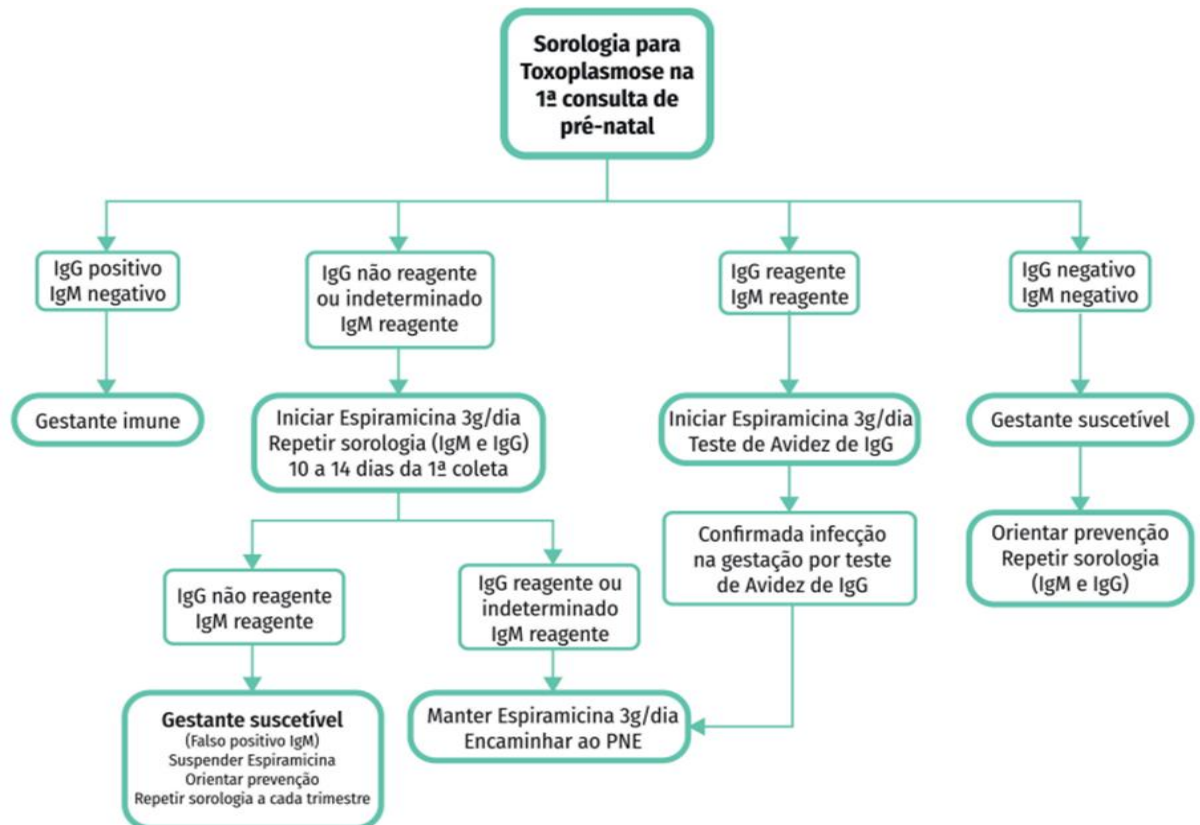 Sorologia para
Toxoplasmose na
1ª consulta de
pré-natal
IgG positivo
IgM negativo
IgG não reagente
ou indeterminado
IgM reagente
IgG reagente
IgM reagente
IgG negativo
IgM negativo
Gestante imune
Iniciar Espiramicina 3g/dia
Repetir sorologia (IgM e IgG)
10 a 14 dias da 1ª coleta
Iniciar Espiramicina 3g/dia
Teste de Avidez de IgG
Gestante suscetível
IgG não reagente
IgM reagente
IgG reagente ou
indeterminado
IgM reagente
Confirmada infecção
na gestação por teste
de Avidez de IgG
Orientar prevenção
Repetir sorologia
(IgM e IgG)
Gestante suscetível
(Falso positivo IgM)
Suspender Espiramicina
Orientar prevenção
Repetir sorologia a cada trimestre
Manter Espiramicina 3g/dia
Encaminhar ao PNE